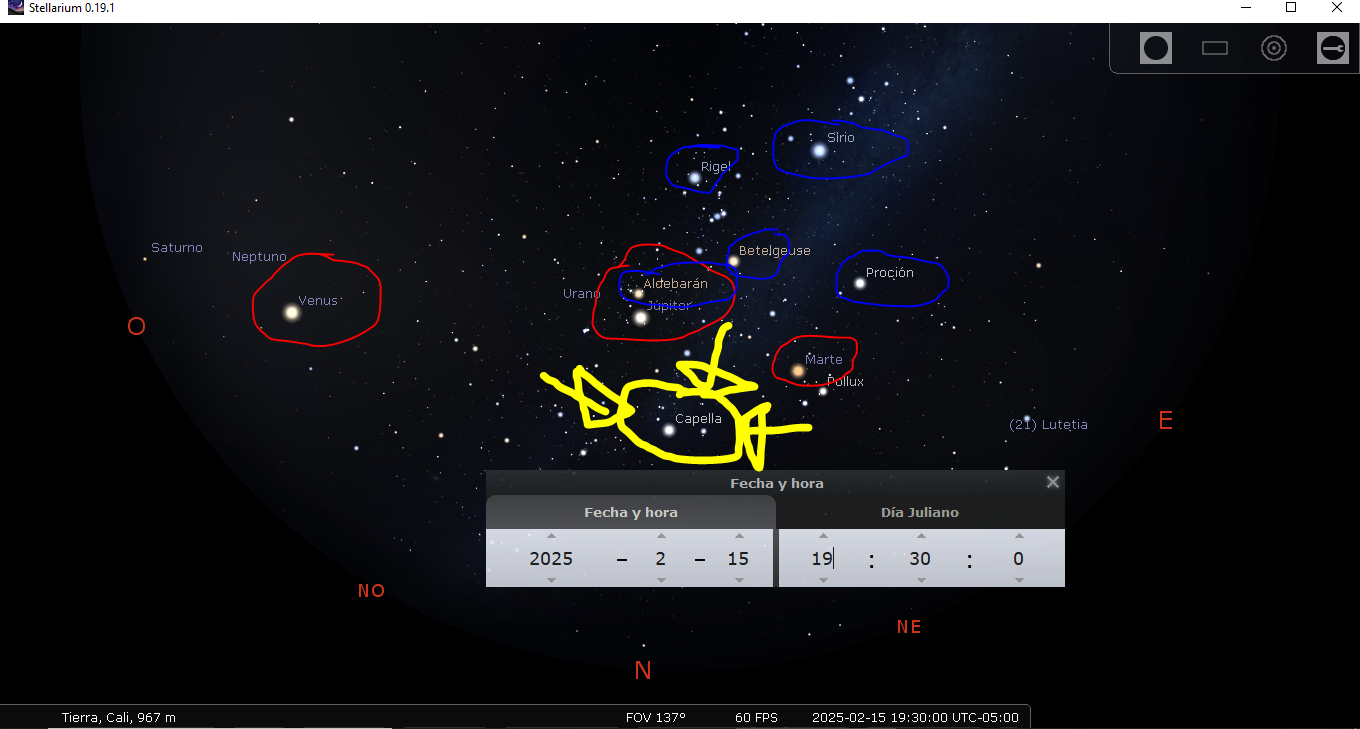 Stellarium 0.19.1
Sirio
Rigel
Betelgeuse
Saturno
Neptuno
Proción
Aldebarán
Urano
Venus
Júpiter
O
Marte
Pollux
Capella
(21) Lutetia
E
Fecha y hora
Fecha y hora Día Juliano
2025 – 2 – 15 19 : 30 : 0
NO
NE
N
Tierra, Cali, 967 m FOV 137° 60 FPS 2025-02-15 19:30:00 UTC-05:00